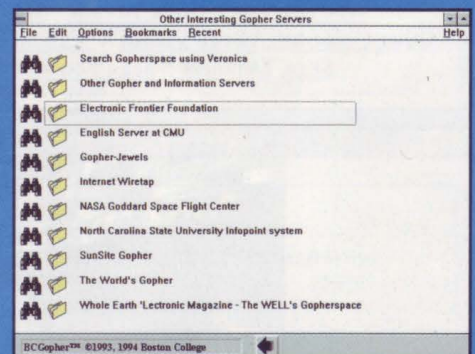 Other Interesting Gopher Servers
File Edit Options Bookmarks Recent Help
Search Gopherspace using Veronica
Other Gopher and Information Servers
Electronic Frontier Foundation
English Server at CMU
Gopher-Jewels
Internet Wiretap
NASA Goddard Space Flight Center
North Carolina State University Infopoint system
SunSite Gopher
The World's Gopher
Whole Earth 'Lectronic Magazine - The WELL's Gopherspace
BCGopher™ ©1993, 1994 Boston College